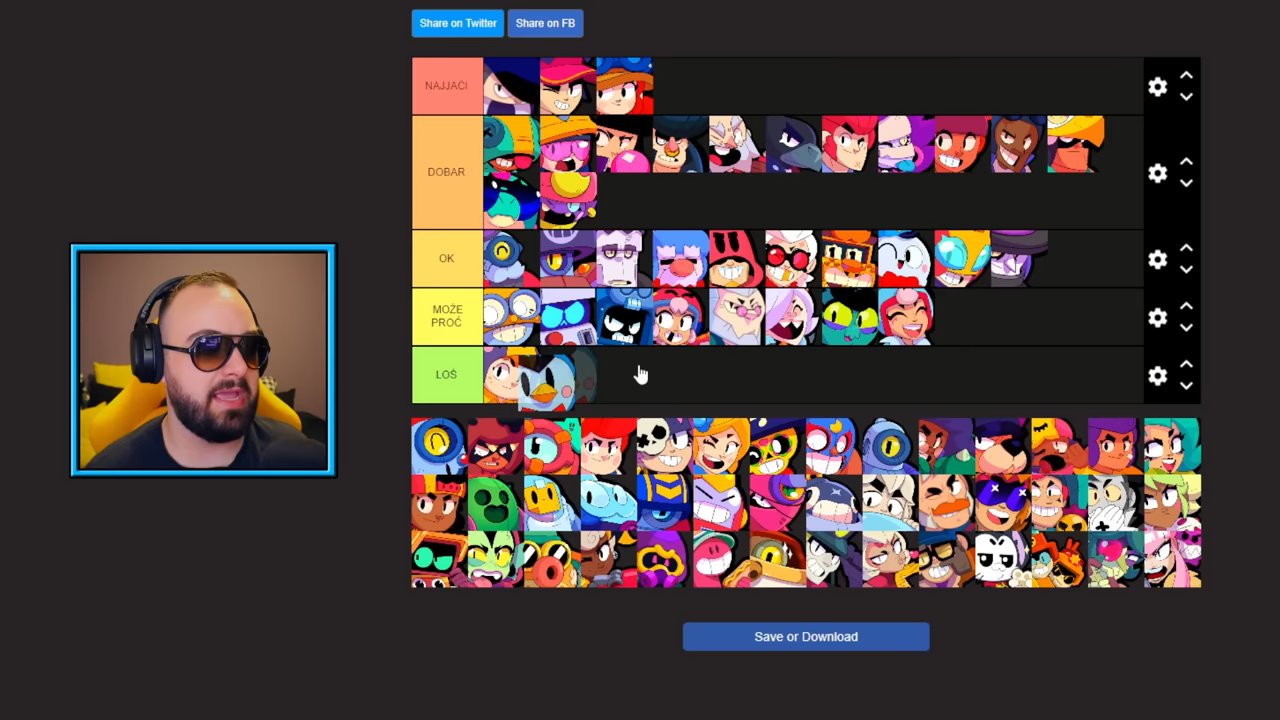 Share on Twitter
Share on FB
NAJJAČI
DOBAR
OK
MOŽE
PROĆ
LOŠ
Save or Download